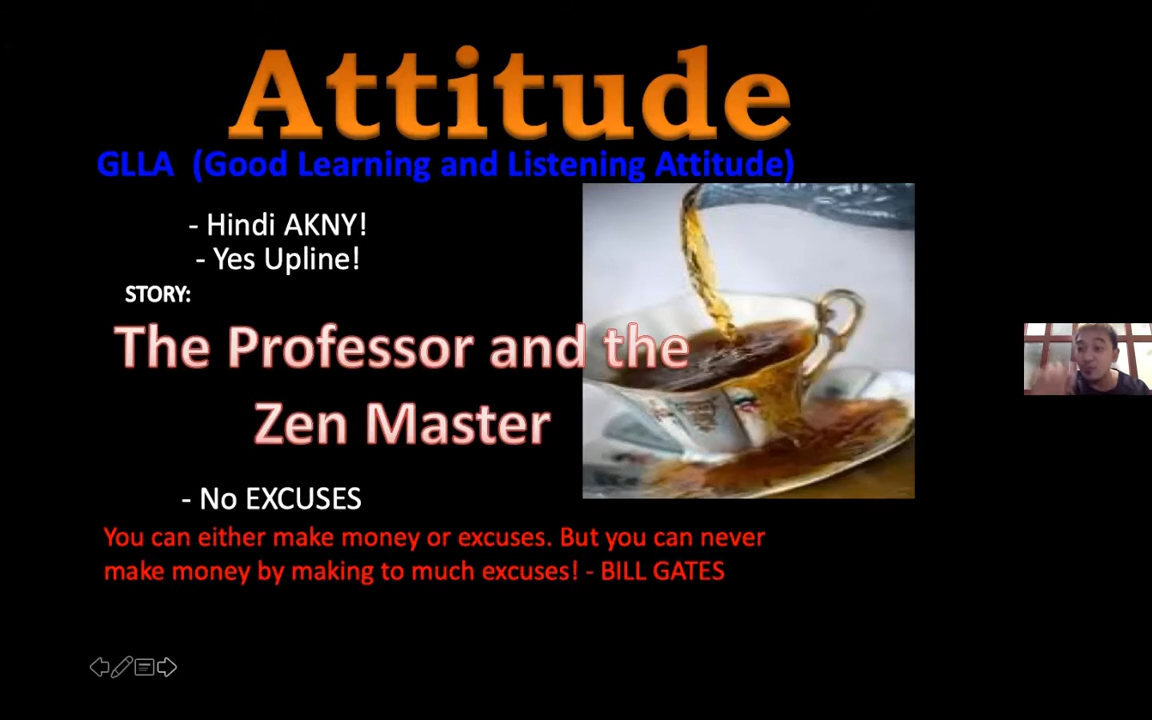 Attitude
GLLA (Good Learning and Listening Attitude)
- Hindi AKNY!
- Yes Upline!
STORY:
The Professor and the
Zen Master
- No EXCUSES
You can either make money or excuses. But you can never
make money by making to much excuses! - BILL GATES